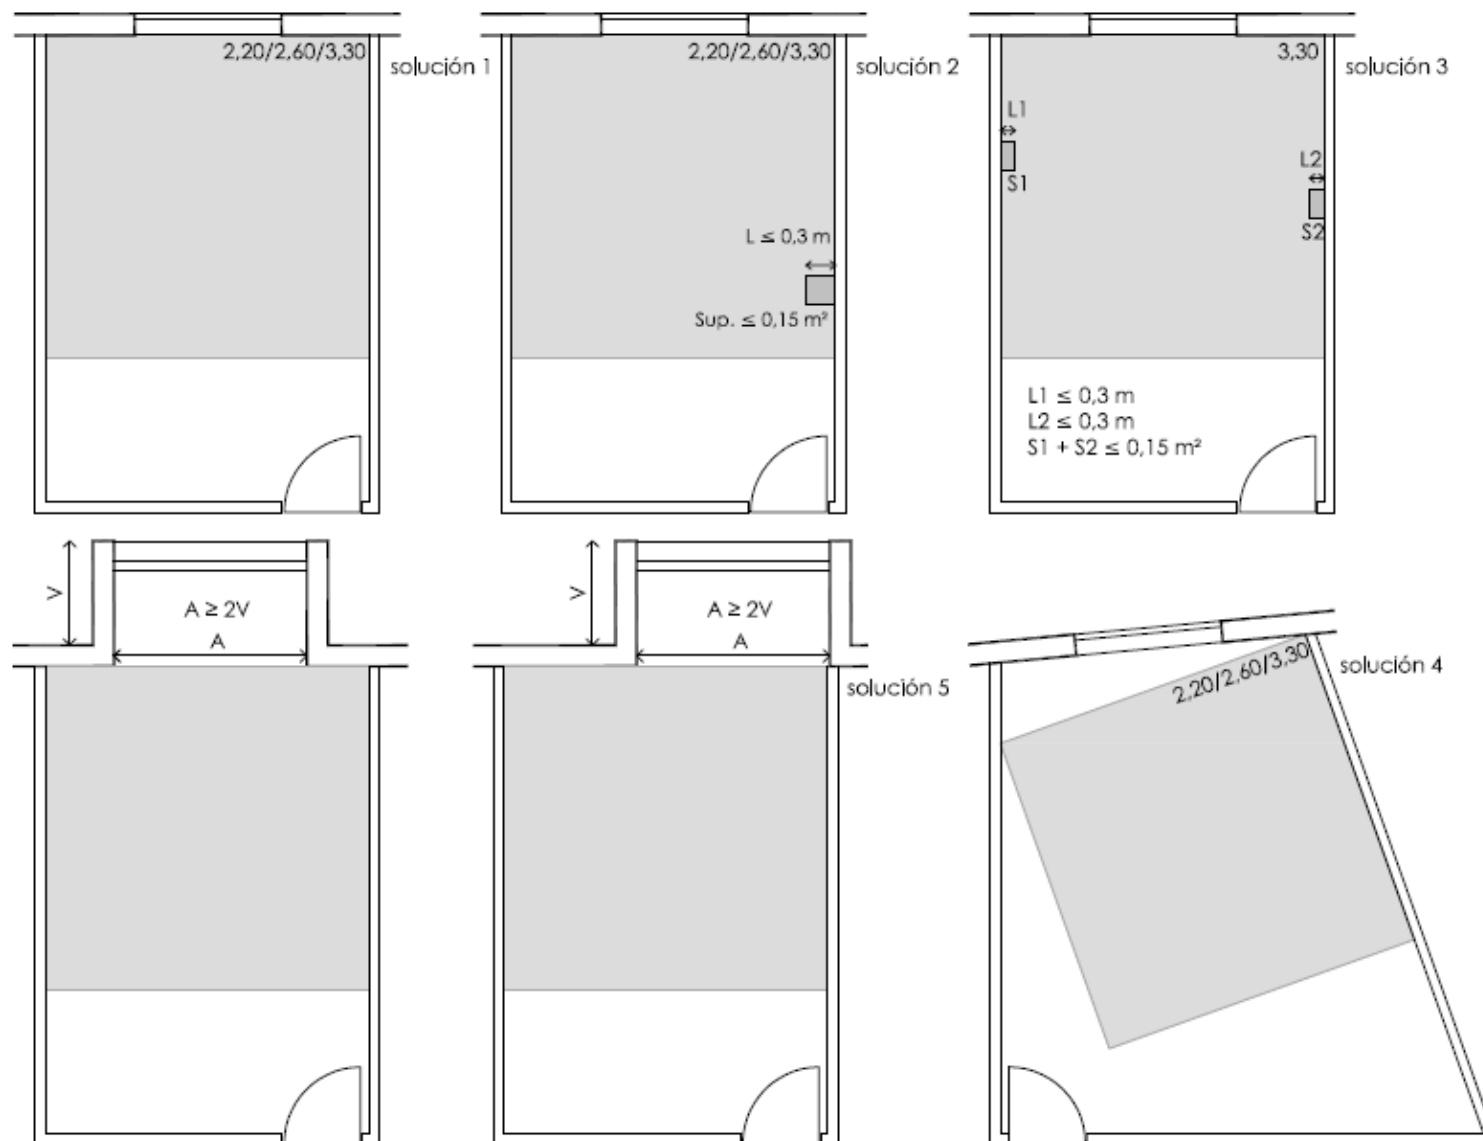 2,20/2,60/3,30
solución 1
2,20/2,60/3,30
solución 2
L ≤ 0,3 m
Sup. ≤ 0,15 m²
3,30
solución 3
L1
S1
L2
S2
L1 ≤ 0,3 m
L2 ≤ 0,3 m
S1 + S2 ≤ 0,15 m²
V
A ≥ 2V
A
V
A ≥ 2V
A
solución 5
2,20/2,60/3,30
solución 4